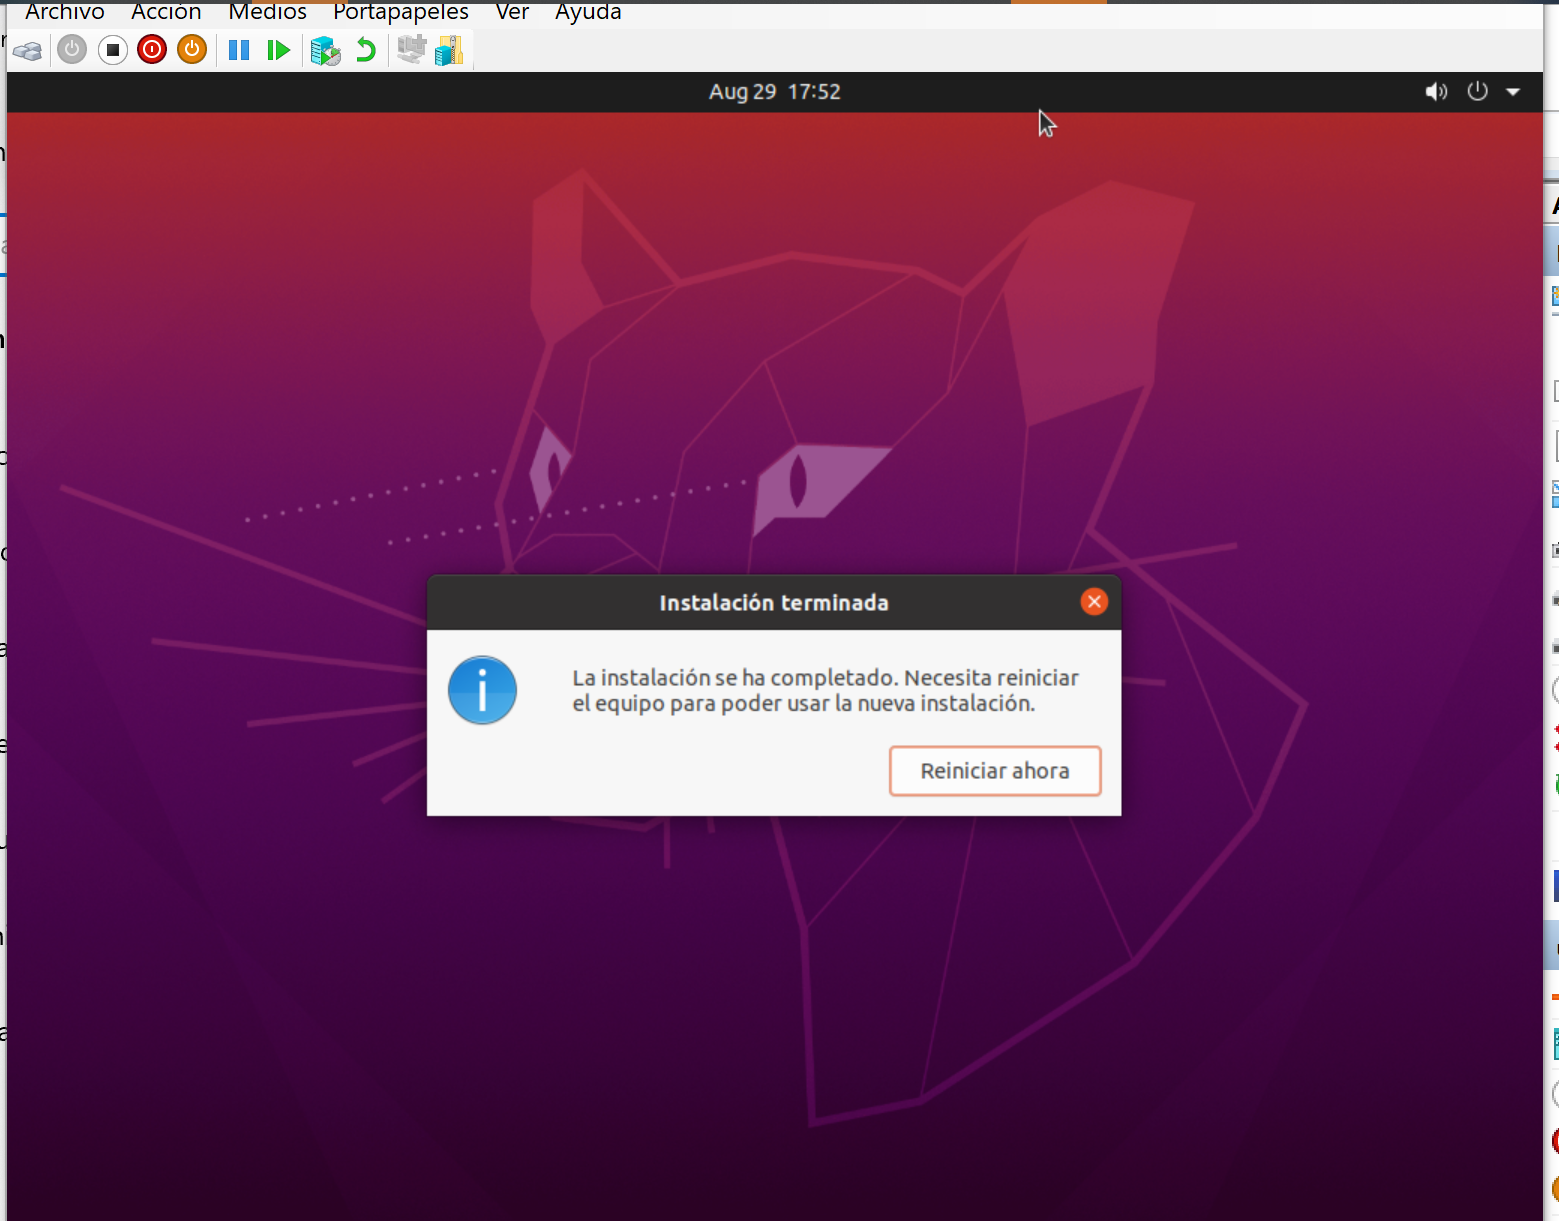 Archivo Acción Medios Portapapeles Ver Ayuda
Aug 29 17:52
Instalación terminada
La instalación se ha completado. Necesita reiniciar
el equipo para poder usar la nueva instalación.
Reiniciar ahora